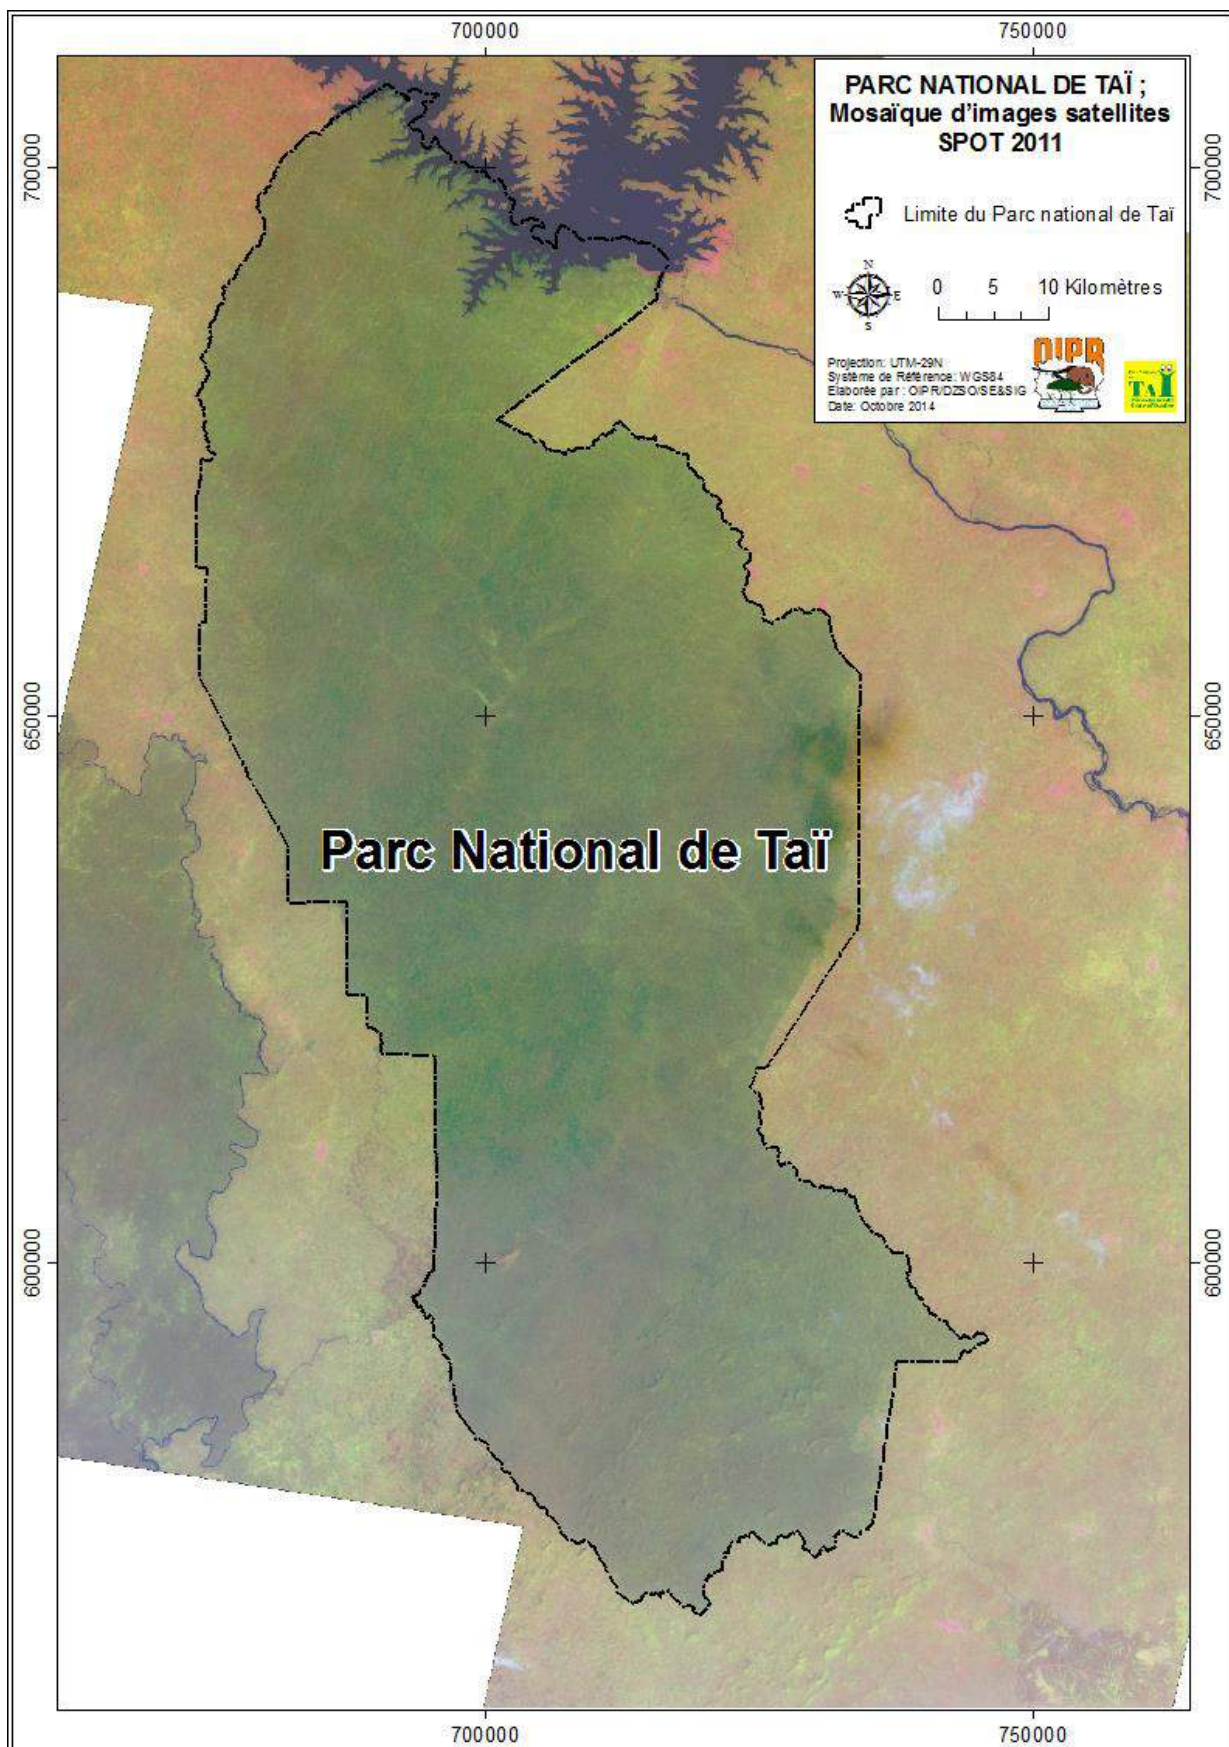 700000 750000
PARC NATIONAL DE TAÏ ;
Mosaïque d'images satellites
SPOT 2011
700000 700000
Limite du Parc national de Taï
N
W E
S
0 5 10 Kilomètres
Projection: UTM-29N
Système de Référence: WGS84
Elaborée par : OIPR/DZSO/SE&SIG
Date: Octobre 2014
OIPR
TAÏ
650000 650000
Parc National de Taï
600000 600000
700000 750000